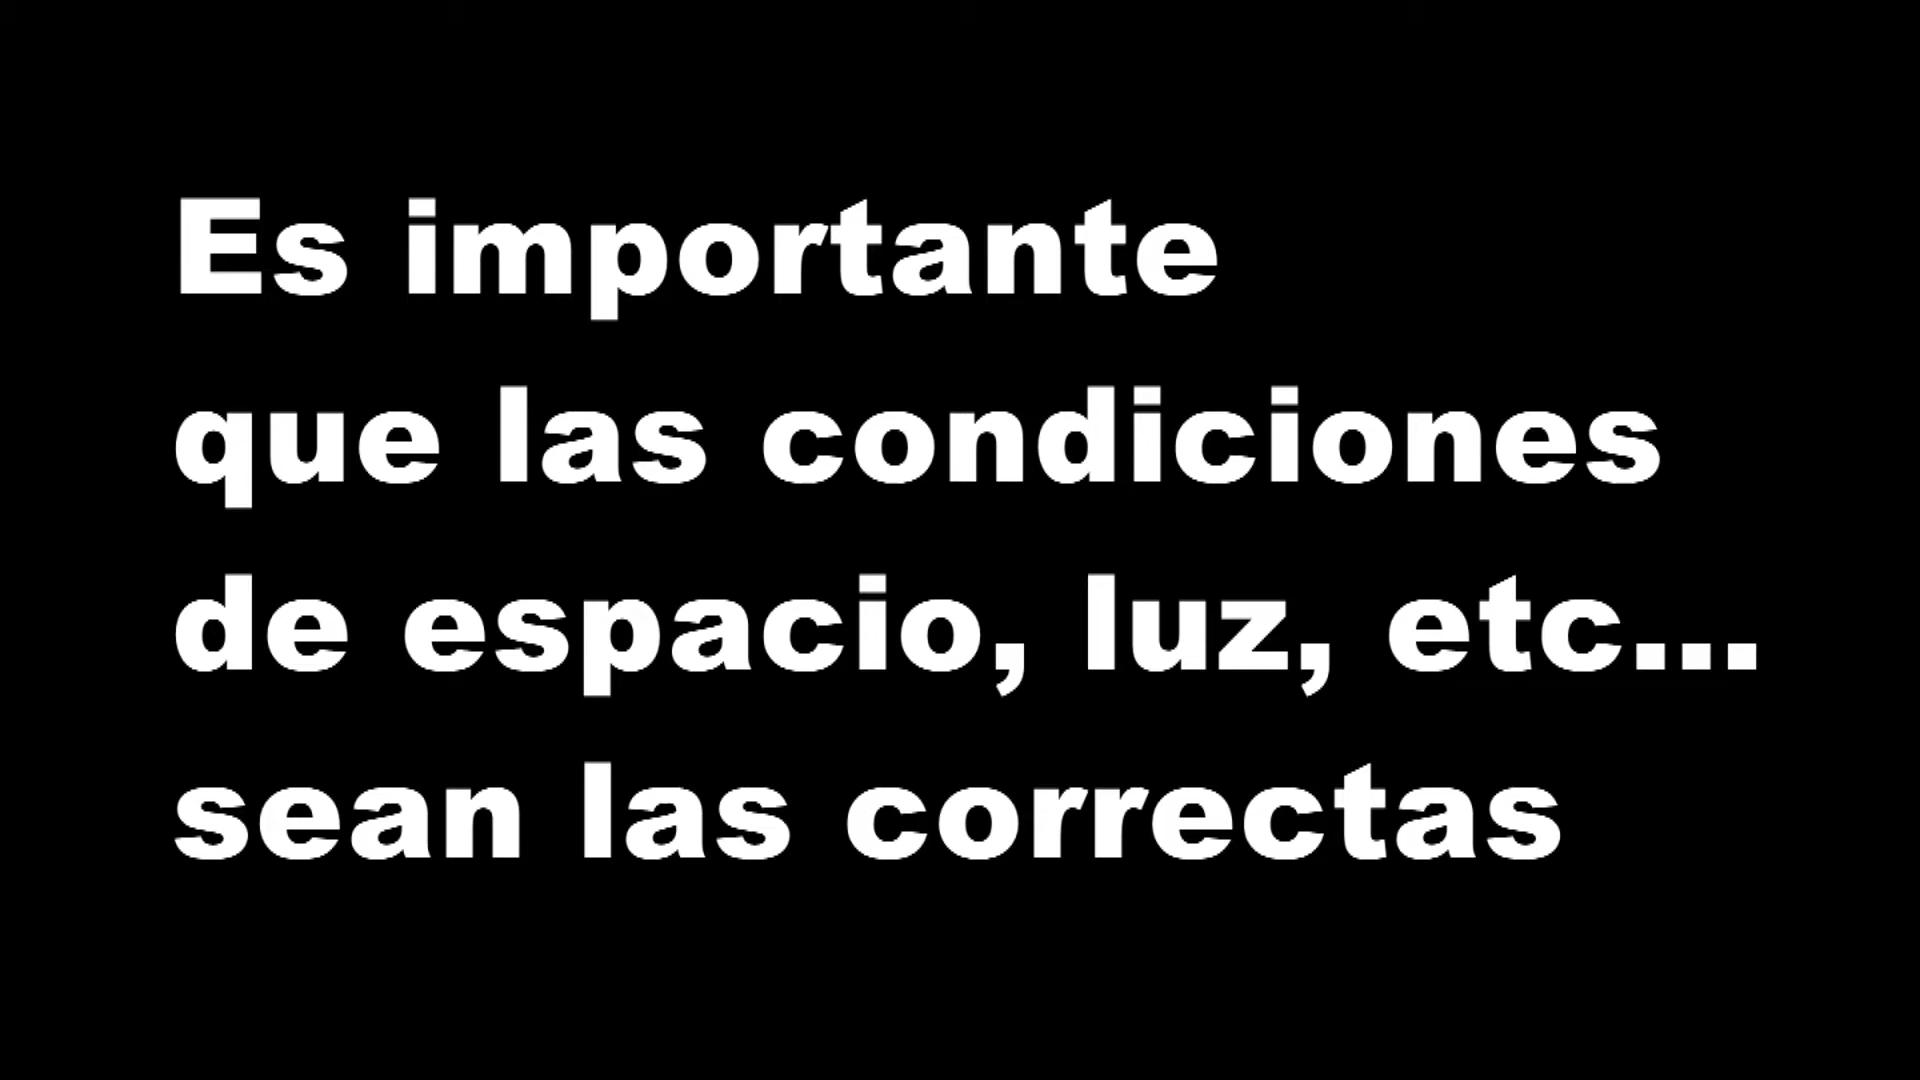 Es importante
que las condiciones
de espacio, luz, etc...
sean las correctas